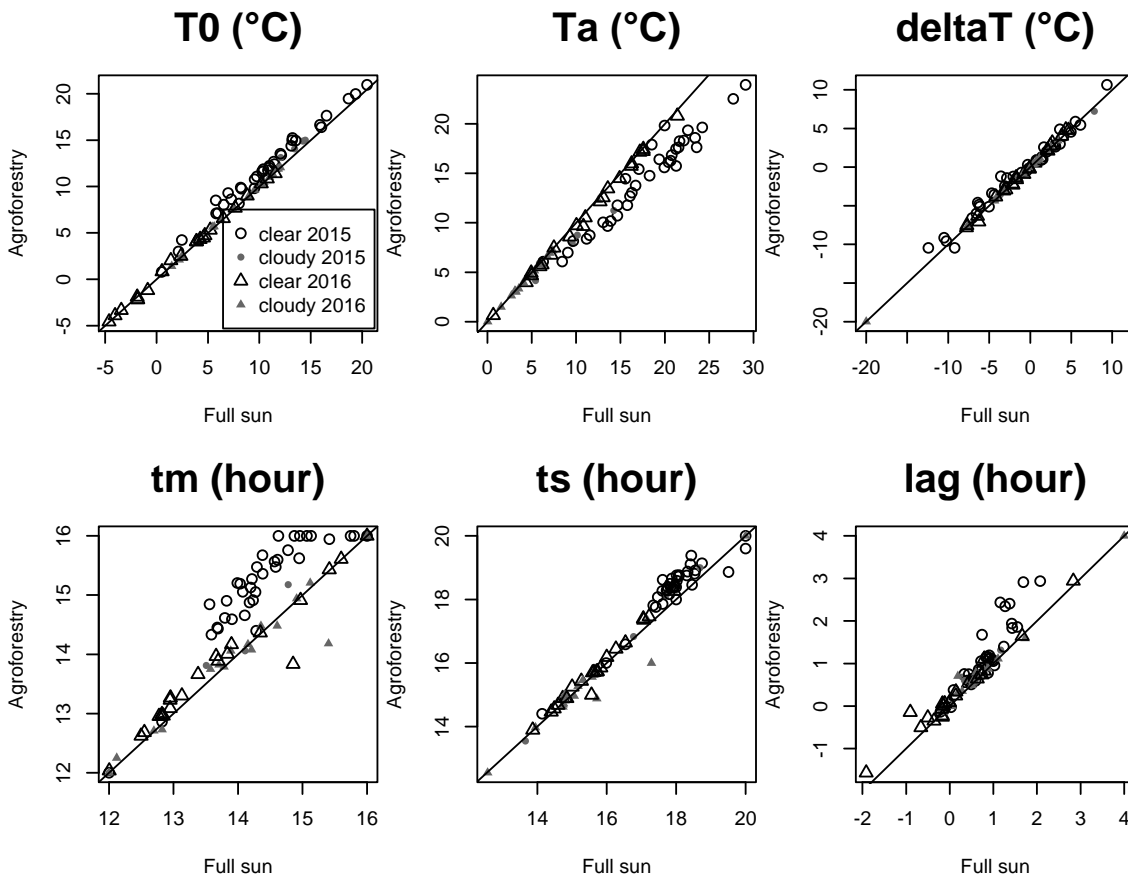 T0 (°C)
Ta (°C)
deltaT (°C)
Agroforestry
-5 0 5 10 15 20
clear 2015
cloudy 2015
clear 2016
cloudy 2016
-5 0 5 10 15 20
Full sun
Agroforestry
0 5 10 15 20
0 5 10 15 20 25 30
Full sun
Agroforestry
-20 -10 0 5 10
-20 -10 -5 0 5 10
Full sun
tm (hour)
ts (hour)
lag (hour)
Agroforestry
12 13 14 15 16
12 13 14 15 16
Full sun
Agroforestry
14 16 18 20
14 16 18 20
Full sun
Agroforestry
-1 0 1 2 3 4
-2 -1 0 1 2 3 4
Full sun